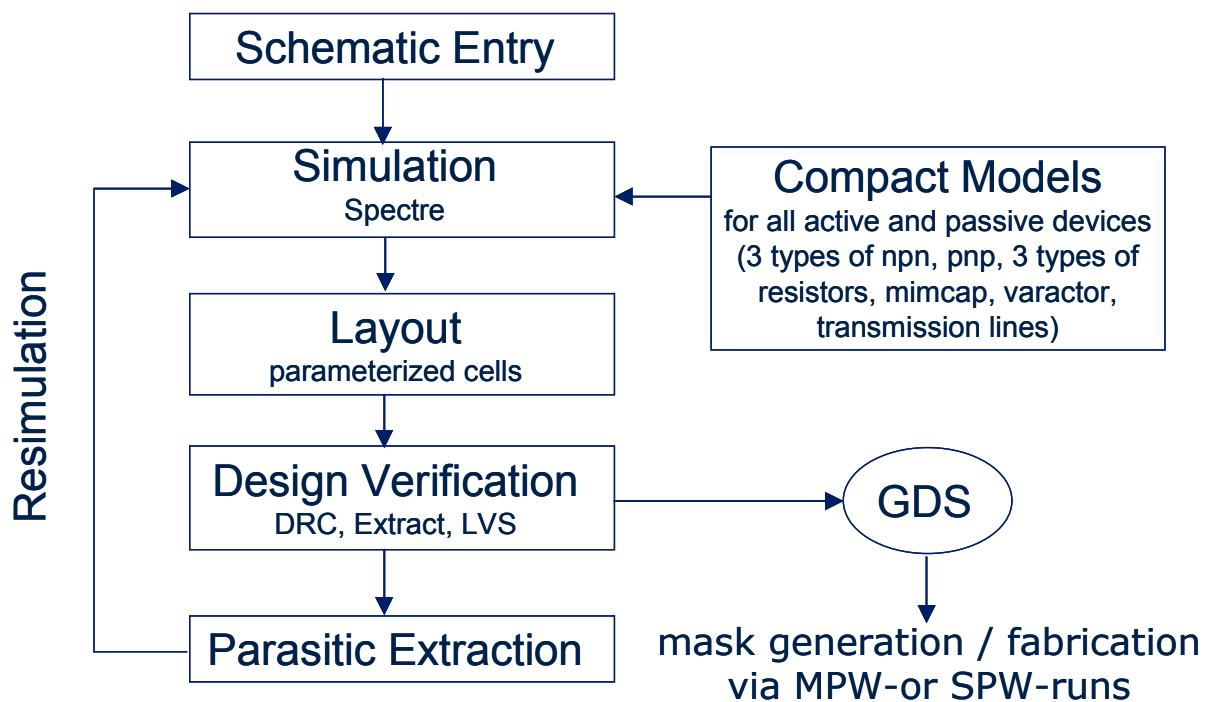 Schematic Entry
Simulation
Spectre
Compact Models
for all active and passive devices
(3 types of npn, pnp, 3 types of
resistors, mimcap, varactor,
transmission lines)
Resimulation
Layout
parameterized cells
Design Verification
DRC, Extract, LVS
GDS
Parasitic Extraction
mask generation / fabrication
via MPW-or SPW-runs